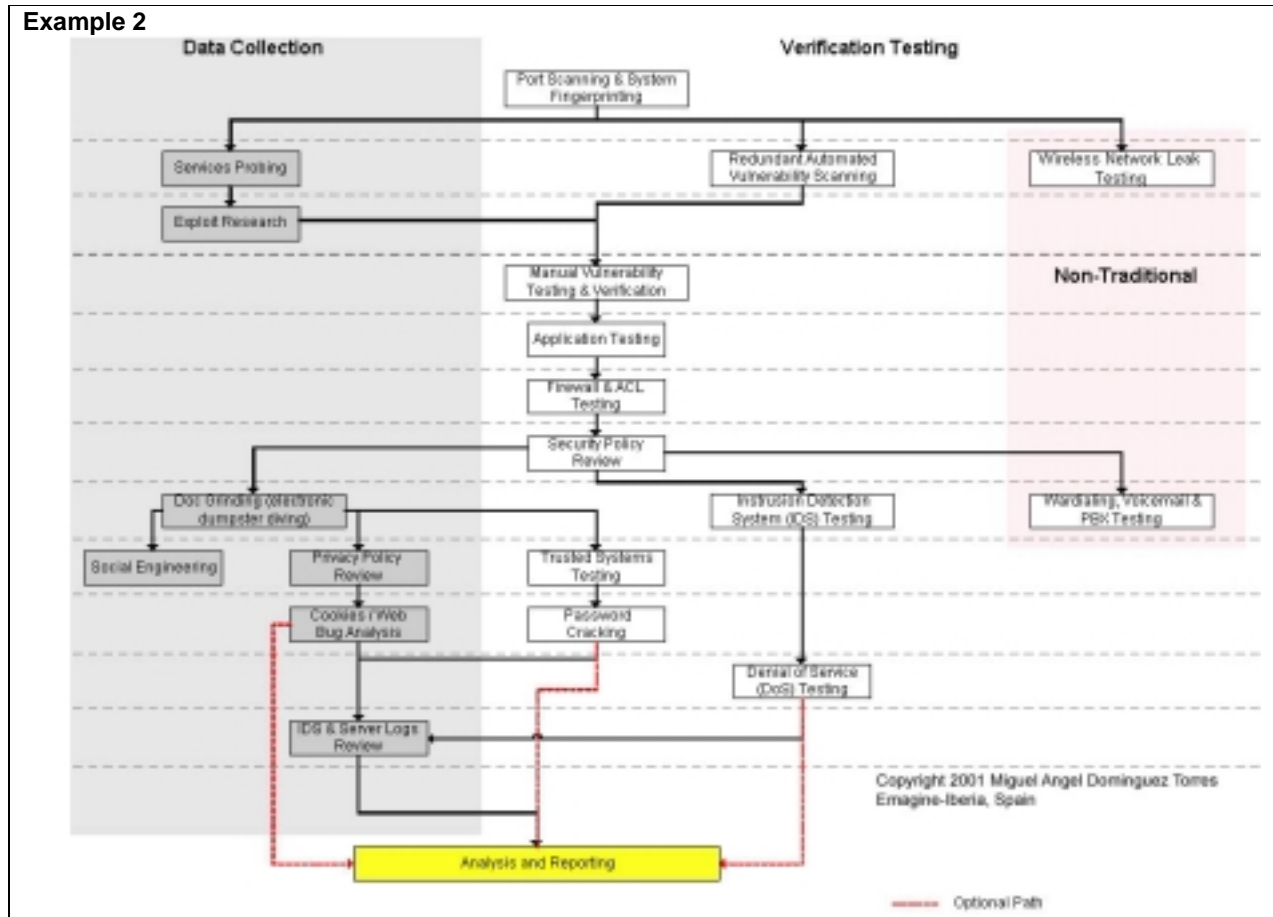 Example 2
Data Collection
Verification Testing
Port Scanning & System
Fingerprinting
Services Probing
Redundant Automated
Vulnerability Scanning
Wireless Network Leak
Testing
Exploit Research
Manual Vulnerability
Testing & Verification
Non-Traditional
Application Testing
Firewall & ACL
Testing
Security Policy
Review
Doc Grinding (electronic
dumpster diving)
Instrusion Detection
System (IDS) Testing
Wardialing, Voicemail &
PBX Testing
Social Engineering
Privacy Policy
Review
Trusted Systems
Testing
Cookies / Web
Bug Analysis
Password
Cracking
Denial of Service
(DoS) Testing
IDS & Server Logs
Review
Copyright 2001 Miguel Angel Dominguez Torres
Emagine-Iberia, Spain
Analysis and Reporting
Optional Path